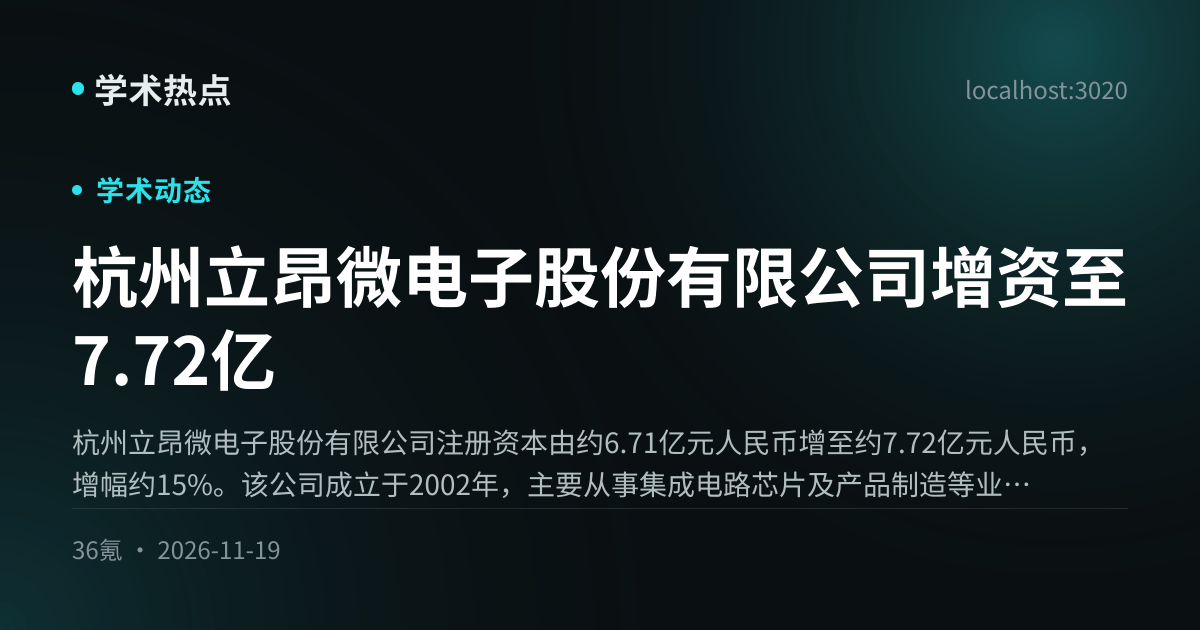 学术热点
localhost:3020
学术动态
杭州立昂微电子股份有限公司增资至
7.72亿
杭州立昂微电子股份有限公司注册资本由约6.71亿元人民币增至约7.72亿元人民币，
增幅约15%。该公司成立于2002年，主要从事集成电路芯片及产品制造等业…
36氪 · 2026-11-19